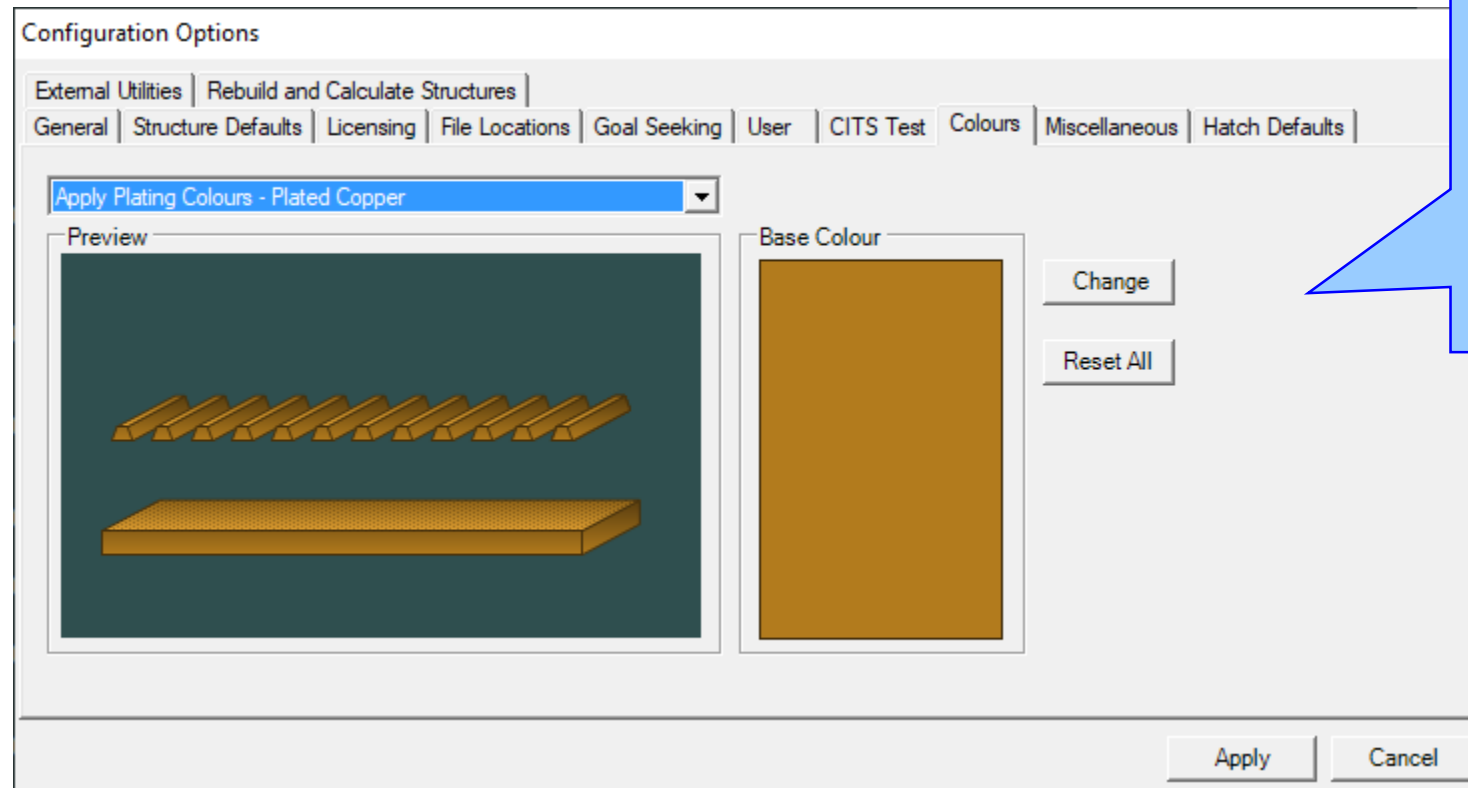 Configuration Options
External Utilities Rebuild and Calculate Structures
General Structure Defaults Licensing File Locations Goal Seeking User CITS Test Colours Miscellaneous Hatch Defaults
Apply Plating Colours - Plated Copper
Preview
Base Colour
Change
Reset All
Apply Cancel